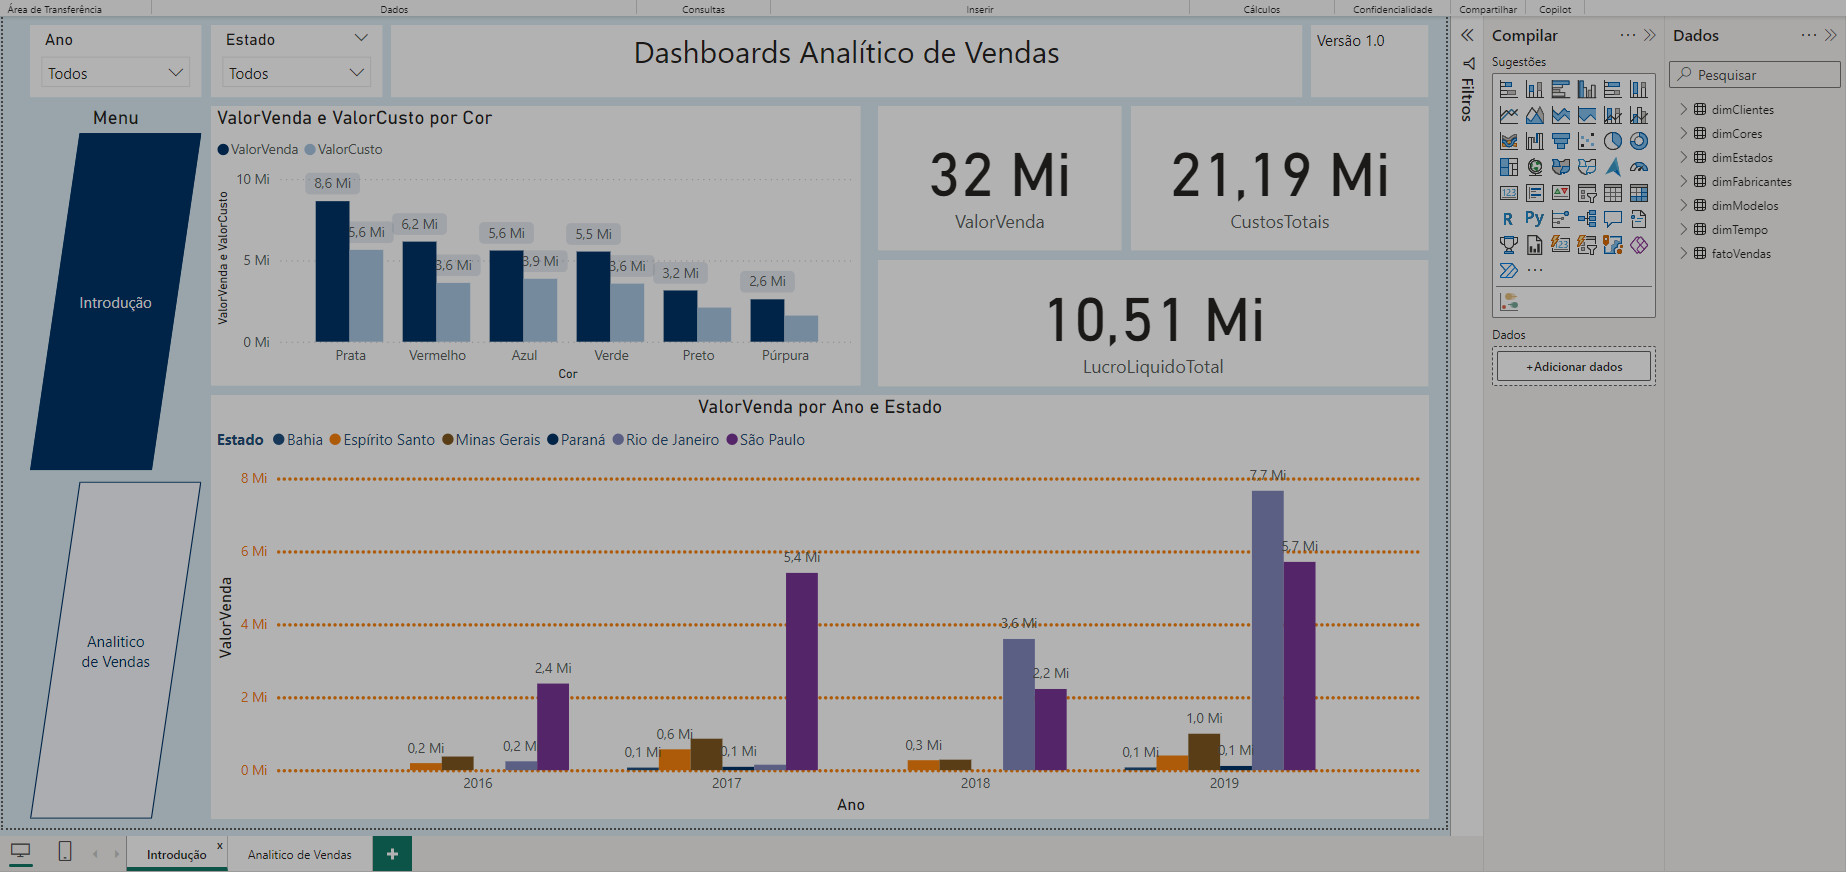 Área de Transferência
Dados
Consultas
Inserir
Cálculos
Confidencialidade
Compartilhar
Copilot
Ano
Todos
Estado
Todos
Dashboards Analítico de Vendas
Versão 1.0
Menu
Introdução
Analitico
de Vendas
ValorVenda e ValorCusto por Cor
ValorVenda ValorCusto
ValorVenda e ValorCusto
10 Mi
5 Mi
0 Mi
8,6 Mi
5,6 Mi
6,2 Mi
3,6 Mi
5,6 Mi
3,9 Mi
5,5 Mi
3,6 Mi
3,2 Mi
2,6 Mi
Prata Vermelho Azul Verde Preto Púrpura
Cor
32 Mi
ValorVenda
21,19 Mi
CustosTotais
10,51 Mi
LucroLiquidoTotal
ValorVenda por Ano e Estado
Estado Bahia Espírito Santo Minas Gerais Paraná Rio de Janeiro São Paulo
ValorVenda
8 Mi
6 Mi
4 Mi
2 Mi
0 Mi
0,2 Mi
0,2 M
2,4 Mi
0,1 Mi
0,6 Mi
0,1 Mi
5,4 Mi
0,3 Mi
3,6 Mi
2,2 Mi
0,1 Mi
1,0 Mi
0,1 Mi
7,7 Mi
5,7 Mi
2016 2017 2018 2019
Ano
Filtros
Compilar
Sugestões
123
R
Py
123
Dados
+Adicionar dados
Dados
Pesquisar
dimClientes
dimCores
dimEstados
dimFabricantes
dimModelos
dimTempo
fatoVendas
Introdução x
Analitico de Vendas
+